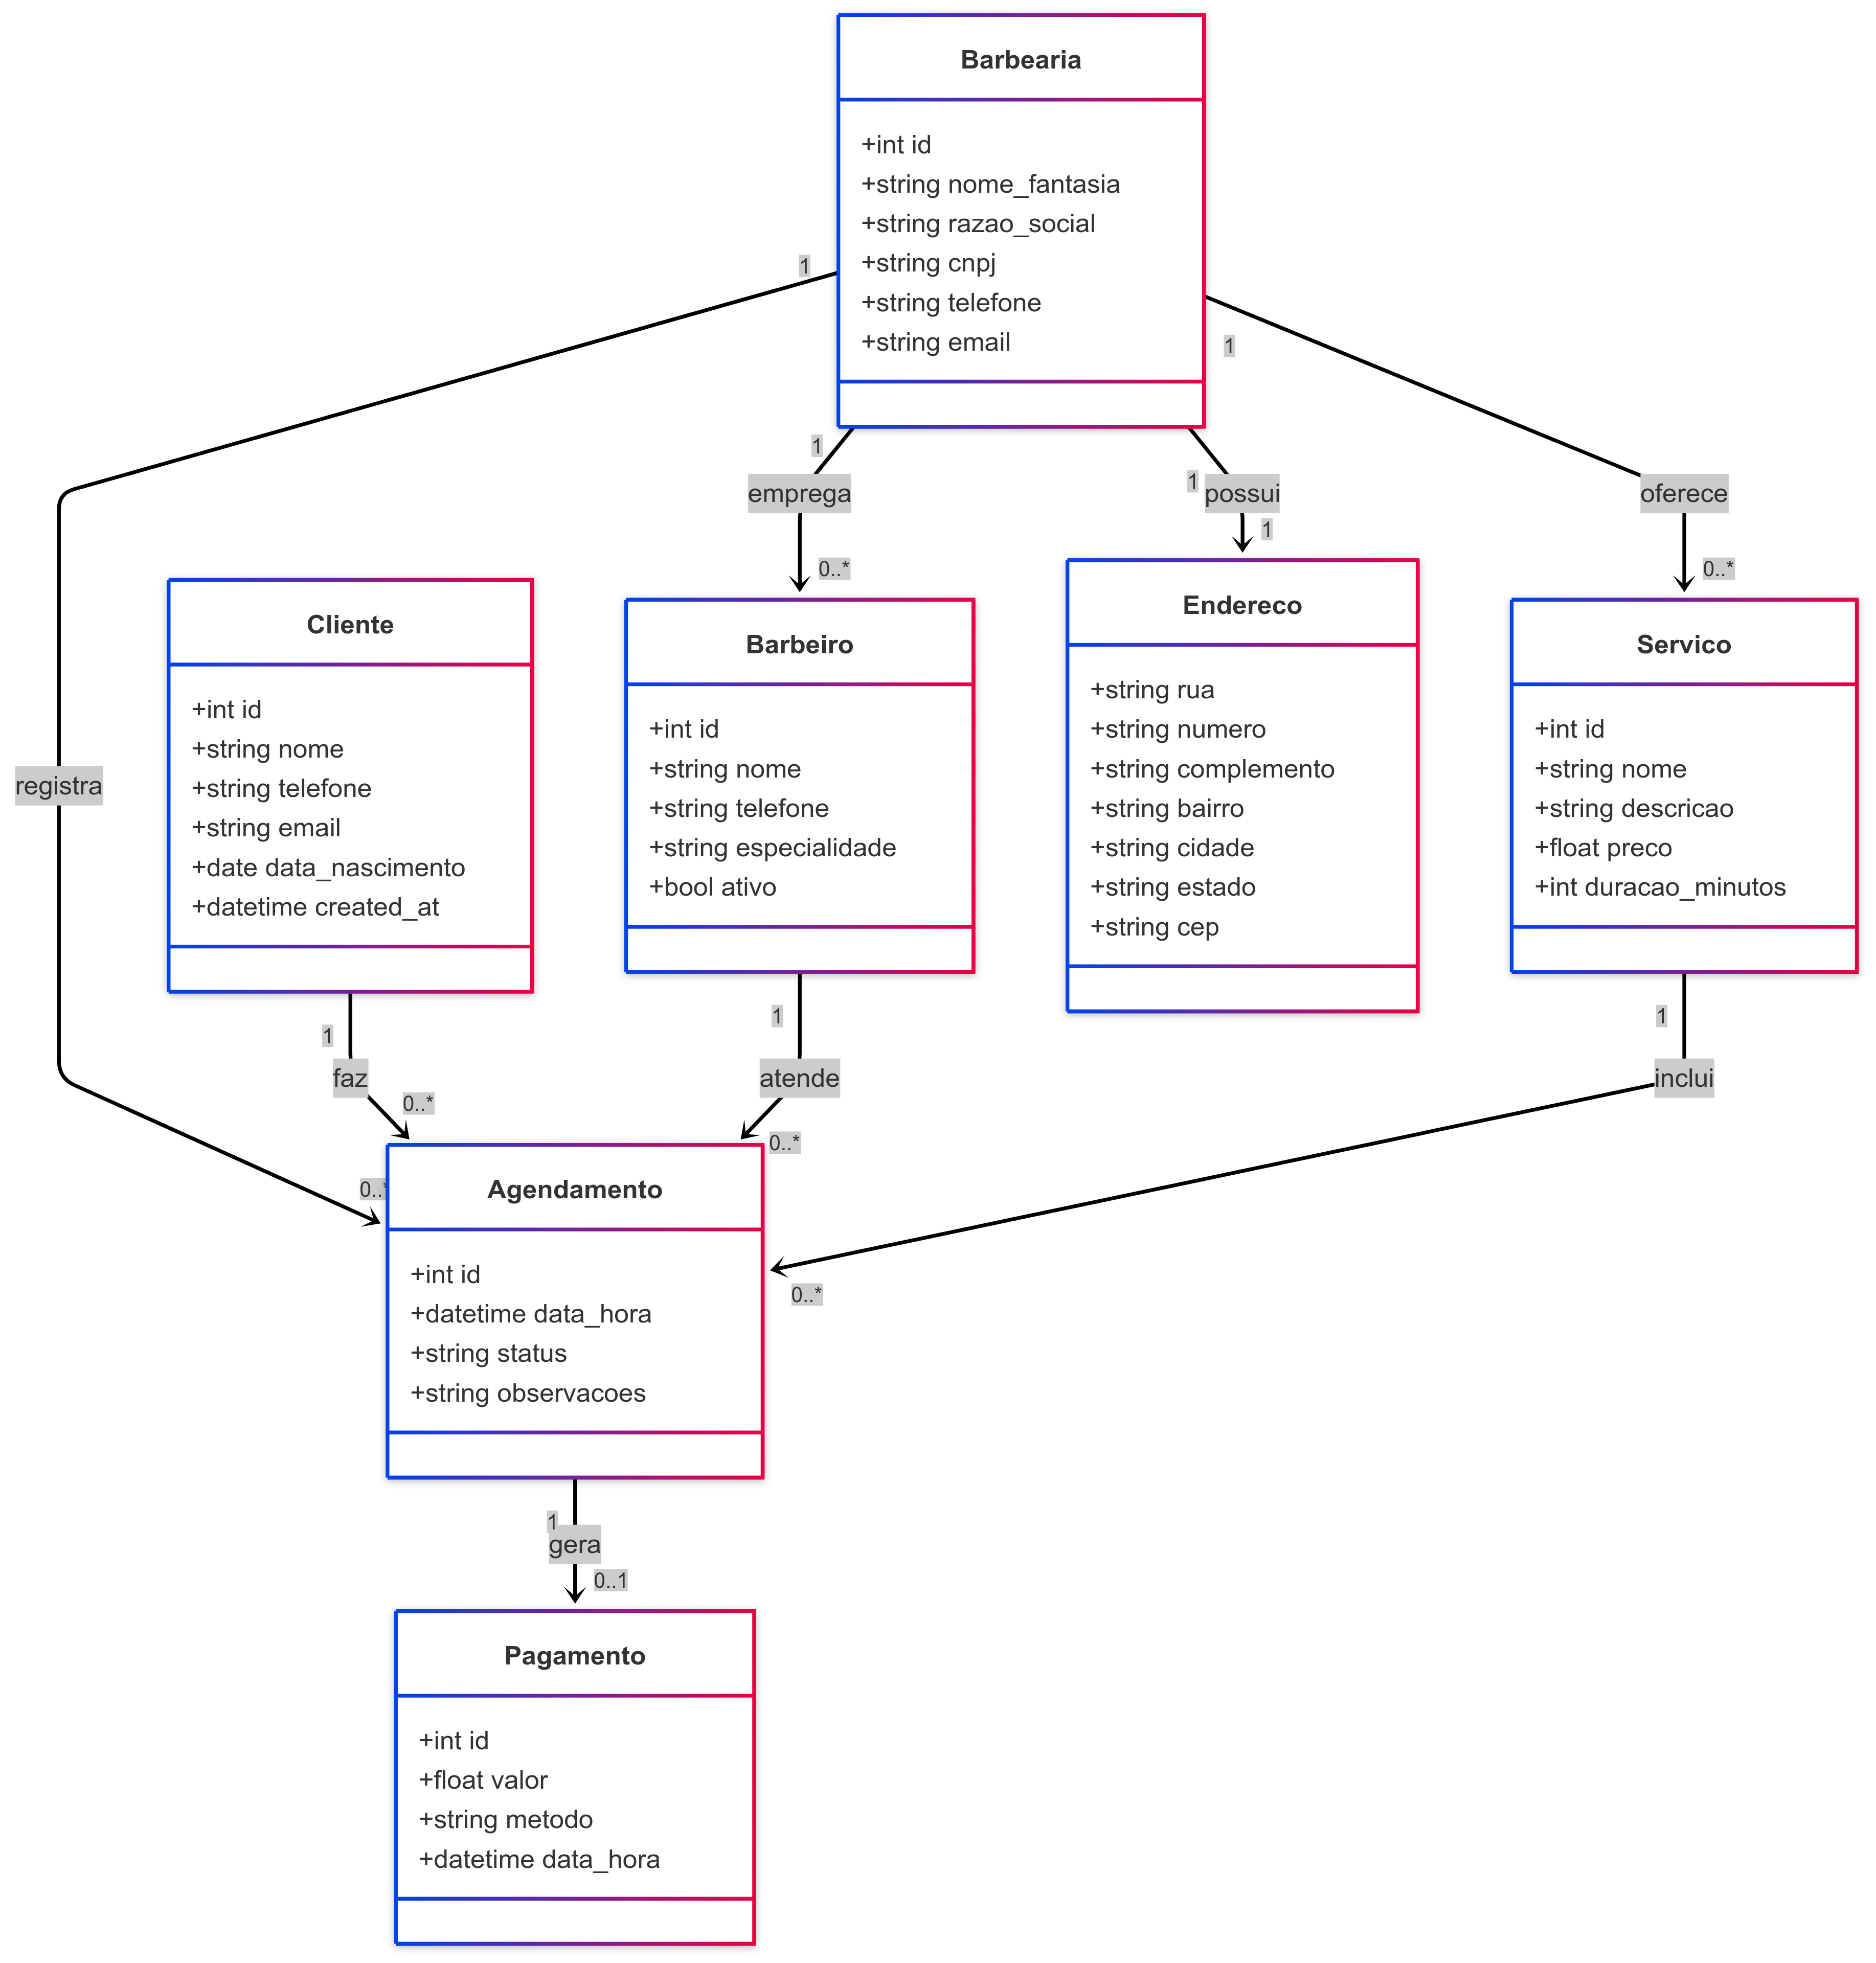 Barbearia
+int id
+string nome_fantasia
+string razao_social
+string cnpj
+string telefone
+string email
1
1
1
emprega
0..*
1
possui
1
1
oferece
0..*
registra
0..*
Cliente
+int id
+string nome
+string telefone
+string email
+date data_nascimento
+datetime created_at
Barbeiro
+int id
+string nome
+string telefone
+string especialidade
+bool ativo
Endereco
+string rua
+string numero
+string complemento
+string bairro
+string cidade
+string estado
+string cep
Servico
+int id
+string nome
+string descricao
+float preco
+int duracao_minutos
1
faz
0..*
1
atende
0..*
1
inclui
0..*
Agendamento
+int id
+datetime data_hora
+string status
+string observacoes
1
gera
0..1
Pagamento
+int id
+float valor
+string metodo
+datetime data_hora